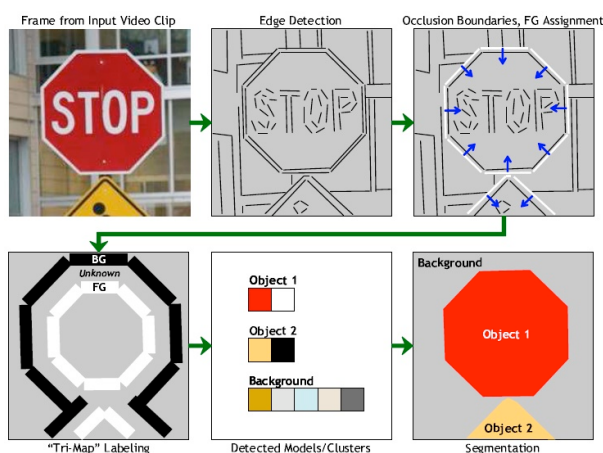 Frame from Input Video Clip
Edge Detection
Occlusion Boundaries, FG Assignment
STOP
STOP
STOP
BG
Unknown
FG
Object 1
Object 2
Background
Background
Object 1
Object 2
"Tri-Map" Labeling
Detected Models/Clusters
Segmentation